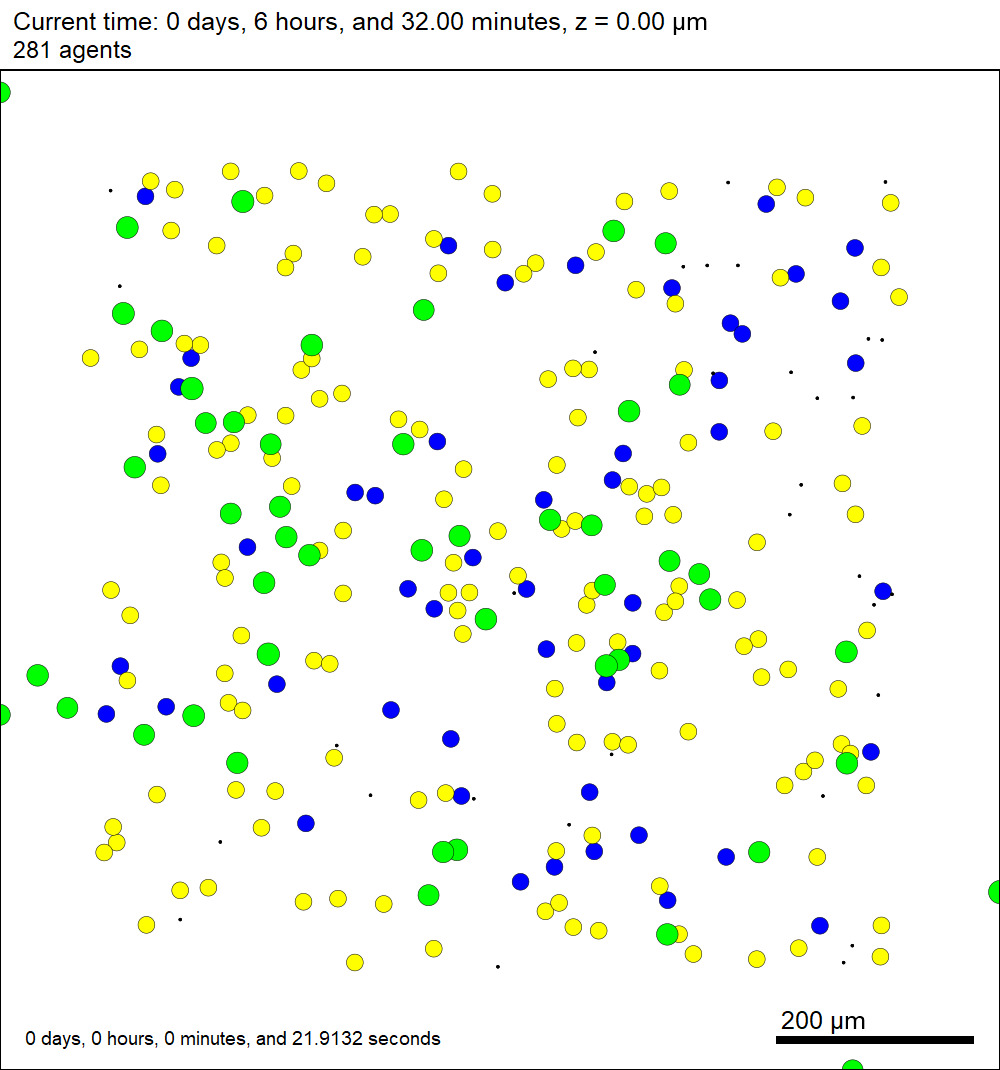 Current time: 0 days, 6 hours, and 32.00 minutes, z = 0.00 µm
281 agents
200 µm
0 days, 0 hours, 0 minutes, and 21.9132 seconds